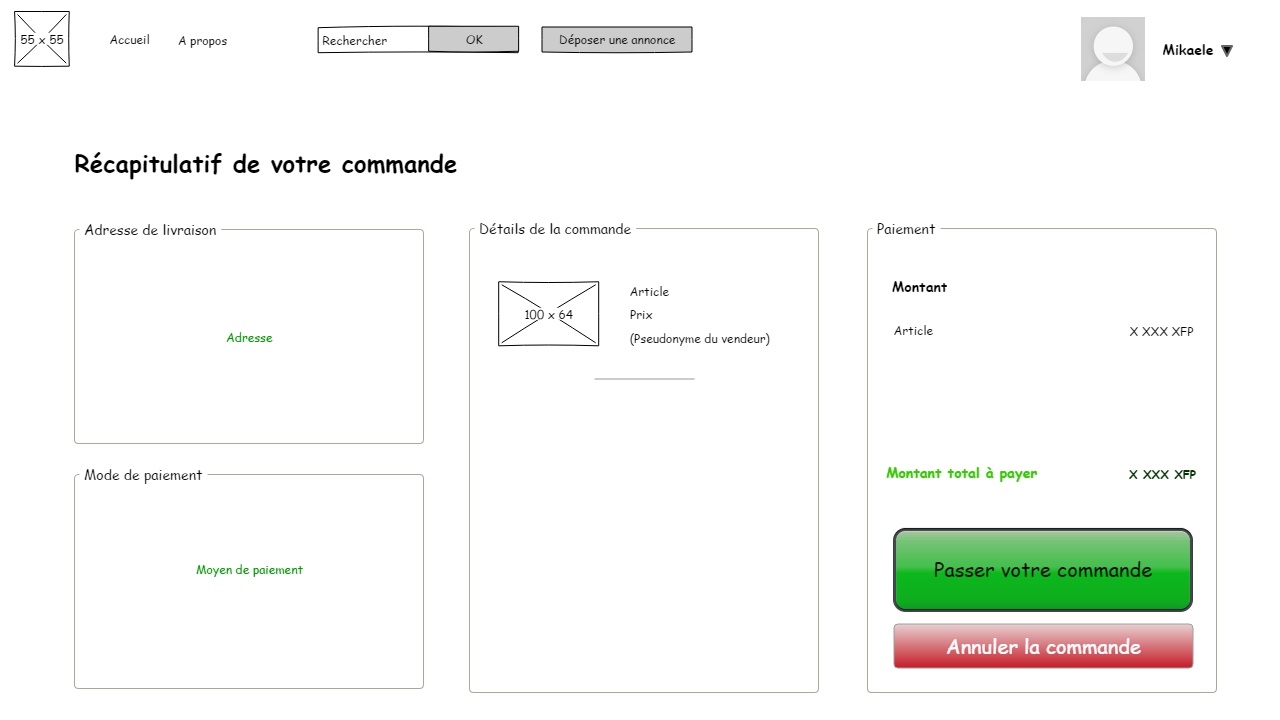 55 x 55
Accueil
A propos
Rechercher
OK
Déposer une annonce
Mikaele
Récapitulatif de votre commande
Adresse de livraison
Adresse
Mode de paiement
Moyen de paiement
Détails de la commande
100 x 64
Article
Prix
(Pseudonyme du vendeur)
Paiement
Montant
Article X XXX XFP
Montant total à payer X XXX XFP
Passer votre commande
Annuler la commande